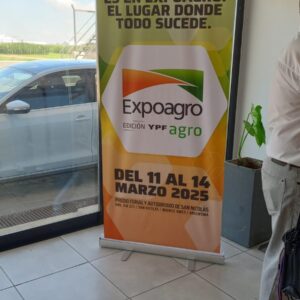 ES EN EXPOAGRO.
EL LUGAR DONDE
TODO SUCEDE.
Expoagro
EDICIÓN YPF agro
DEL 11 AL 14
MARZO 2025
PREDIO FERIAL Y AUTÓDROMO DE SAN NICOLÁS